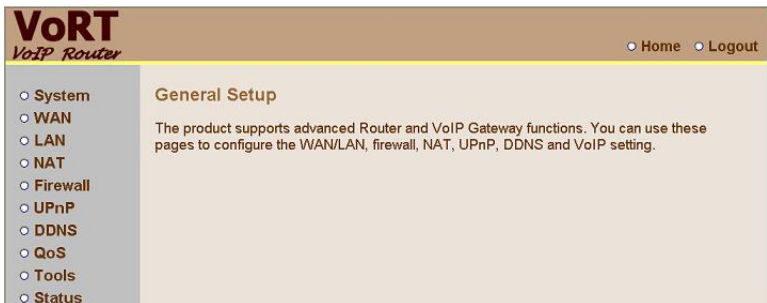 VoRT
VoIP Router
Home Logout
System
WAN
LAN
NAT
Firewall
UPnP
DDNS
QoS
Tools
Status
General Setup
The product supports advanced Router and VoIP Gateway functions. You can use these
pages to configure the WAN/LAN, firewall, NAT, UPnP, DDNS and VoIP setting.